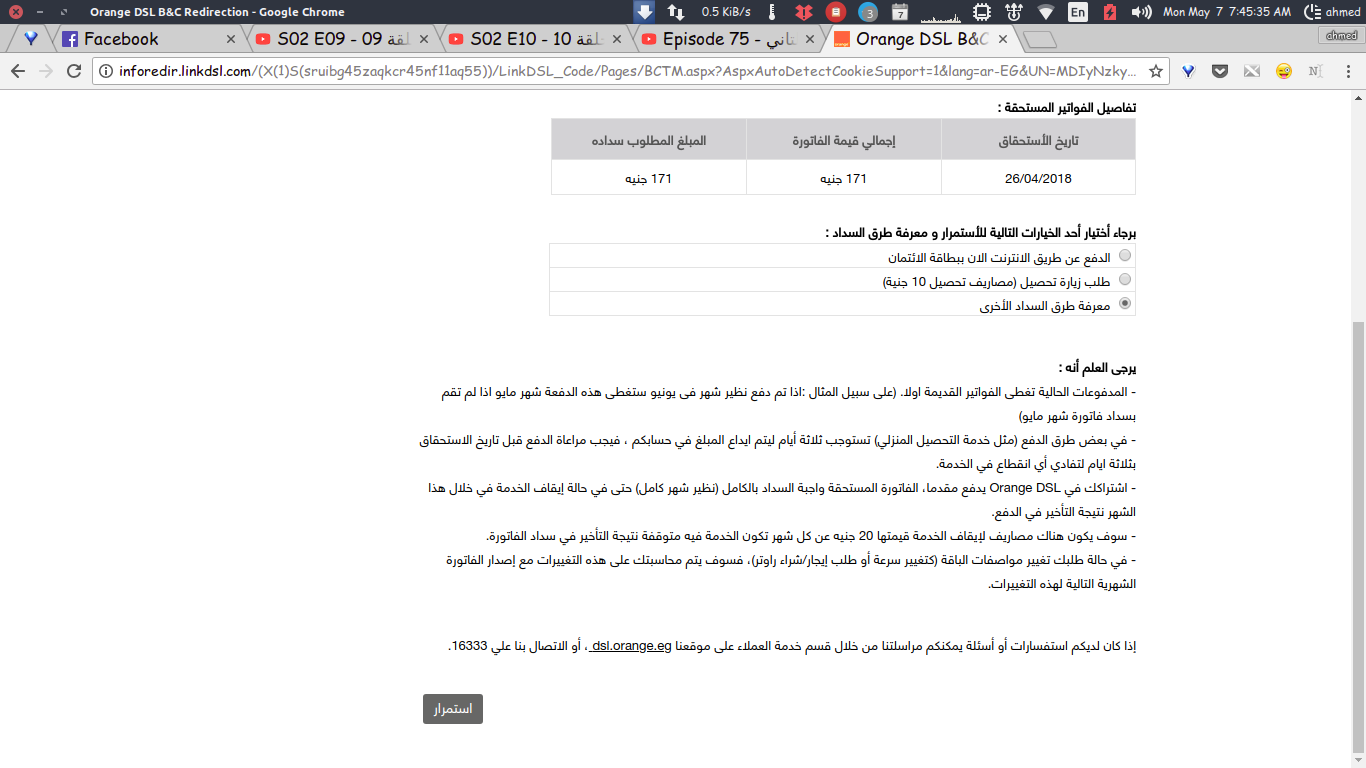 Orange DSL B&C Redirection - Google Chrome
0.5 KiB/s
3
7
En
Mon May 7 7:45:35 AM
ahmed
Facebook
S02 E09 - 09 لقة
S02 E10 - 10 حلقة
Episode 75 - تاني
Orange DSL B&C
ahmed
inforedir.linkdsl.com/(X(1)S(sruibg45zaqkcr45nf11aq55))/LinkDSL_Code/Pages/BCTM.aspx?AspxAutoDetectCookieSupport=1&lang=ar-EG&UN=MDIyNzky...
تفاصيل الفواتير المستحقة :
تاريخ الأستحقاق إجمالي قيمة الفاتورة المبلغ المطلوب سداده
26/04/2018 171 جنيه 171 جنيه
برجاء أختيار أحد الخيارات التالية للأستمرار و معرفة طرق السداد :
الدفع عن طريق الانترنت الان ببطاقة الائتمان
طلب زيارة تحصيل (مصاريف تحصيل 10 جنية)
معرفة طرق السداد الأخرى
يرجى العلم أنه :
- المدفوعات الحالية تغطى الفواتير القديمة اولا. (على سبيل المثال :اذا تم دفع نظير شهر فى يونيو ستغطى هذه الدفعة شهر مايو اذا لم تقم
بسداد فاتورة شهر مايو)
- في بعض طرق الدفع (مثل خدمة التحصيل المنزلي) تستوجب ثلاثة أيام ليتم ايداع المبلغ في حسابكم ، فيجب مراعاة الدفع قبل تاريخ الاستحقاق
بثلاثة ايام لتفادي أي انقطاع في الخدمة.
- اشتراكك في Orange DSL يدفع مقدما، الفاتورة المستحقة واجبة السداد بالكامل (نظير شهر كامل) حتى في حالة إيقاف الخدمة في خلال هذا
الشهر نتيجة التأخير في الدفع.
- سوف يكون هناك مصاريف لإيقاف الخدمة قيمتها 20 جنيه عن كل شهر تكون الخدمة فيه متوقفة نتيجة التأخير في سداد الفاتورة.
- في حالة طلبك تغيير مواصفات الباقة (كتغيير سرعة أو طلب إيجار/شراء راوتر)، فسوف يتم محاسبتك على هذه التغييرات مع إصدار الفاتورة
الشهرية التالية لهذه التغييرات.
إذا كان لديكم استفسارات أو أسئلة يمكنكم مراسلتنا من خلال قسم خدمة العملاء على موقعنا dsl.orange.eg ، أو الاتصال بنا علي 16333.
استمرار